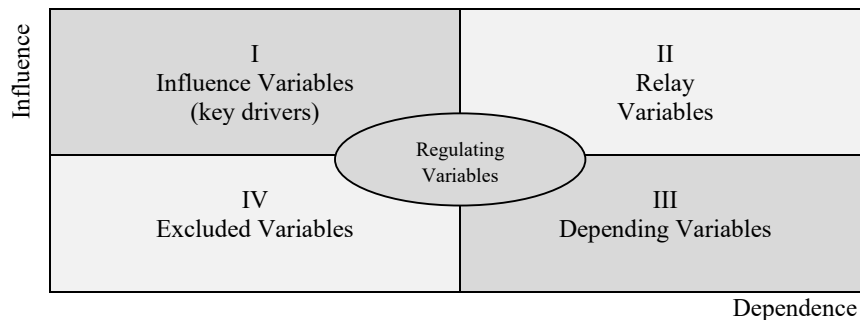 Influence
I
Influence Variables
(key drivers)
II
Relay
Variables
Regulating
Variables
IV
Excluded Variables
III
Depending Variables
Dependence